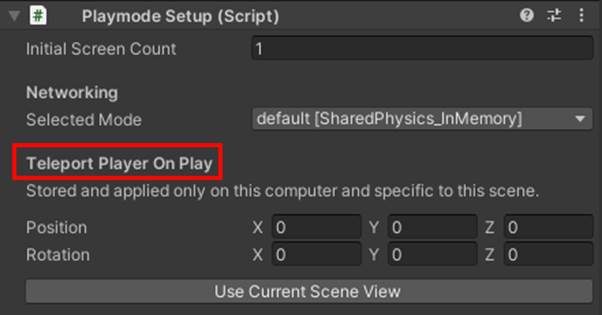 # Playmode Setup (Script)
Initial Screen Count 1
Networking
Selected Mode default [SharedPhysics_InMemory]
Teleport Player On Play
Stored and applied only on this computer and specific to this scene.
Position X 0 Y 0 Z 0
Rotation X 0 Y 0 Z 0
Use Current Scene View